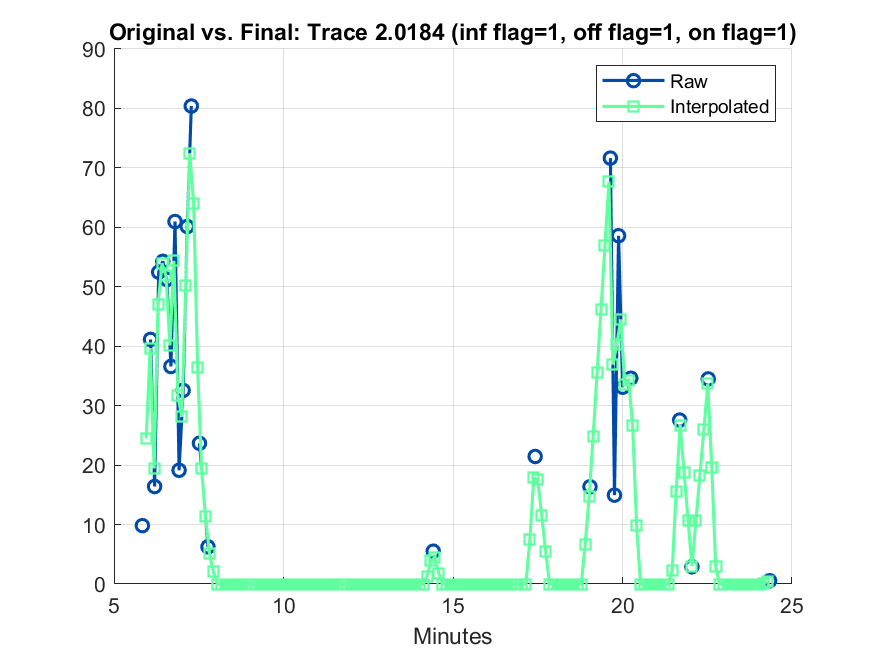 Original vs. Final: Trace 2.0184 (inf flag=1, off flag=1, on flag=1)
90
80
70
60
50
40
30
20
10
0
Raw
Interpolated
5 10 15 20 25
Minutes